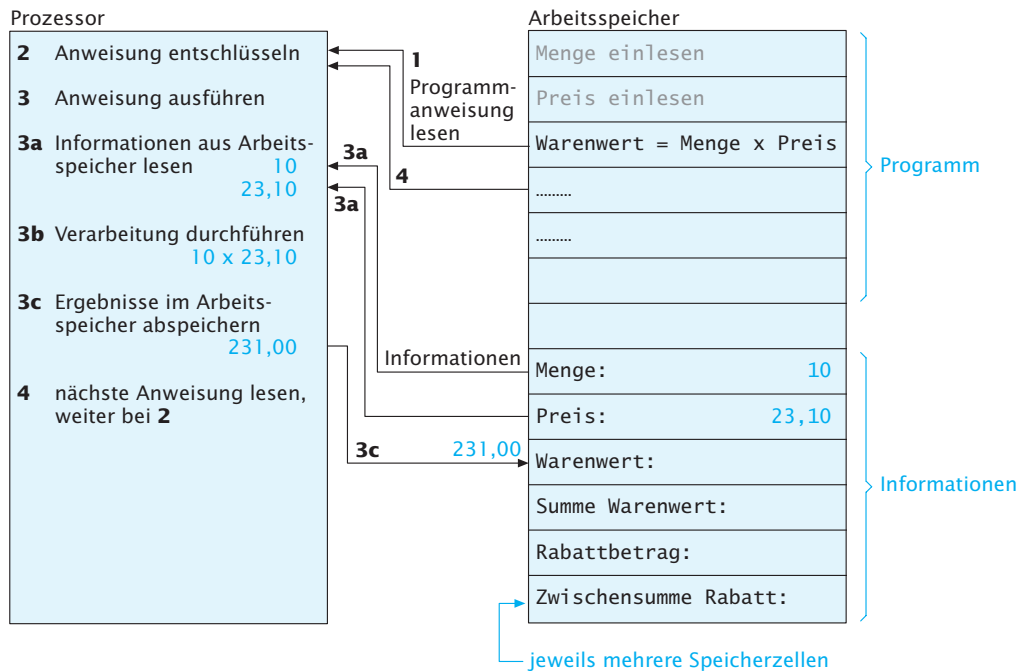 Prozessor
2 Anweisung entschlüsseln
3 Anweisung ausführen
3a Informationen aus Arbeits-
speicher lesen 10
23,10
3b Verarbeitung durchführen
10 x 23,10
3c Ergebnisse im Arbeits-
speicher abspeichern
231,00
4 nächste Anweisung lesen,
weiter bei 2
1
Programm-
anweisung
lesen
3a
4
3a
Informationen
3c 231,00
Arbeitsspeicher
Menge einlesen
Preis einlesen
Warenwert = Menge x Preis
.........
.........
Menge: 10
Preis: 23,10
Warenwert:
Summe Warenwert:
Rabattbetrag:
Zwischensumme Rabatt:
Programm
Informationen
jeweils mehrere Speicherzellen